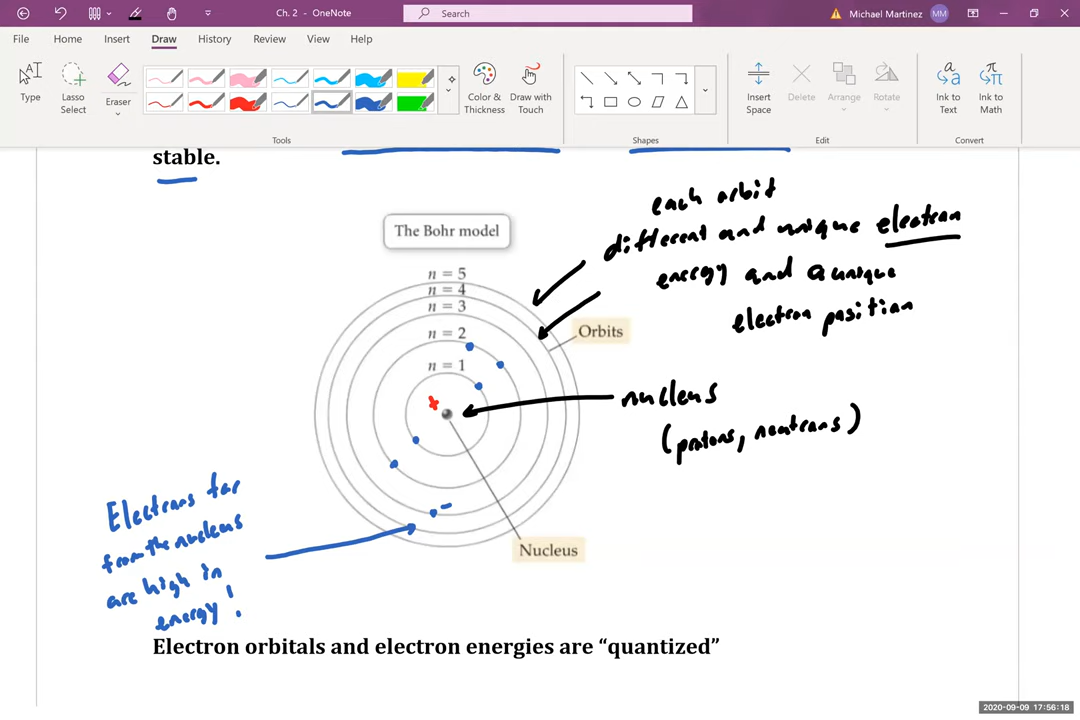 Ch. 2 - OneNote
Search
Michael Martinez
MM
File
Home
Insert
Draw
History
Review
View
Help
Type
Lasso
Select
Eraser
Color &
Thickness
Draw with
Touch
Insert
Space
Delete
Arrange
Rotate
Ink to
Text
Ink to
Math
Tools
Shapes
Edit
Convert
stable.
The Bohr model
n = 5
n = 4
n = 3
n = 2
n = 1
Orbits
Nucleus
each orbit
different and unique electron
energy and a unique
electron position
nucleus
(protons, neutrons)
Electrons far
from the nucleus
are high in
energy!
Electron orbitals and electron energies are “quantized”
2020-09-09 17:56:18